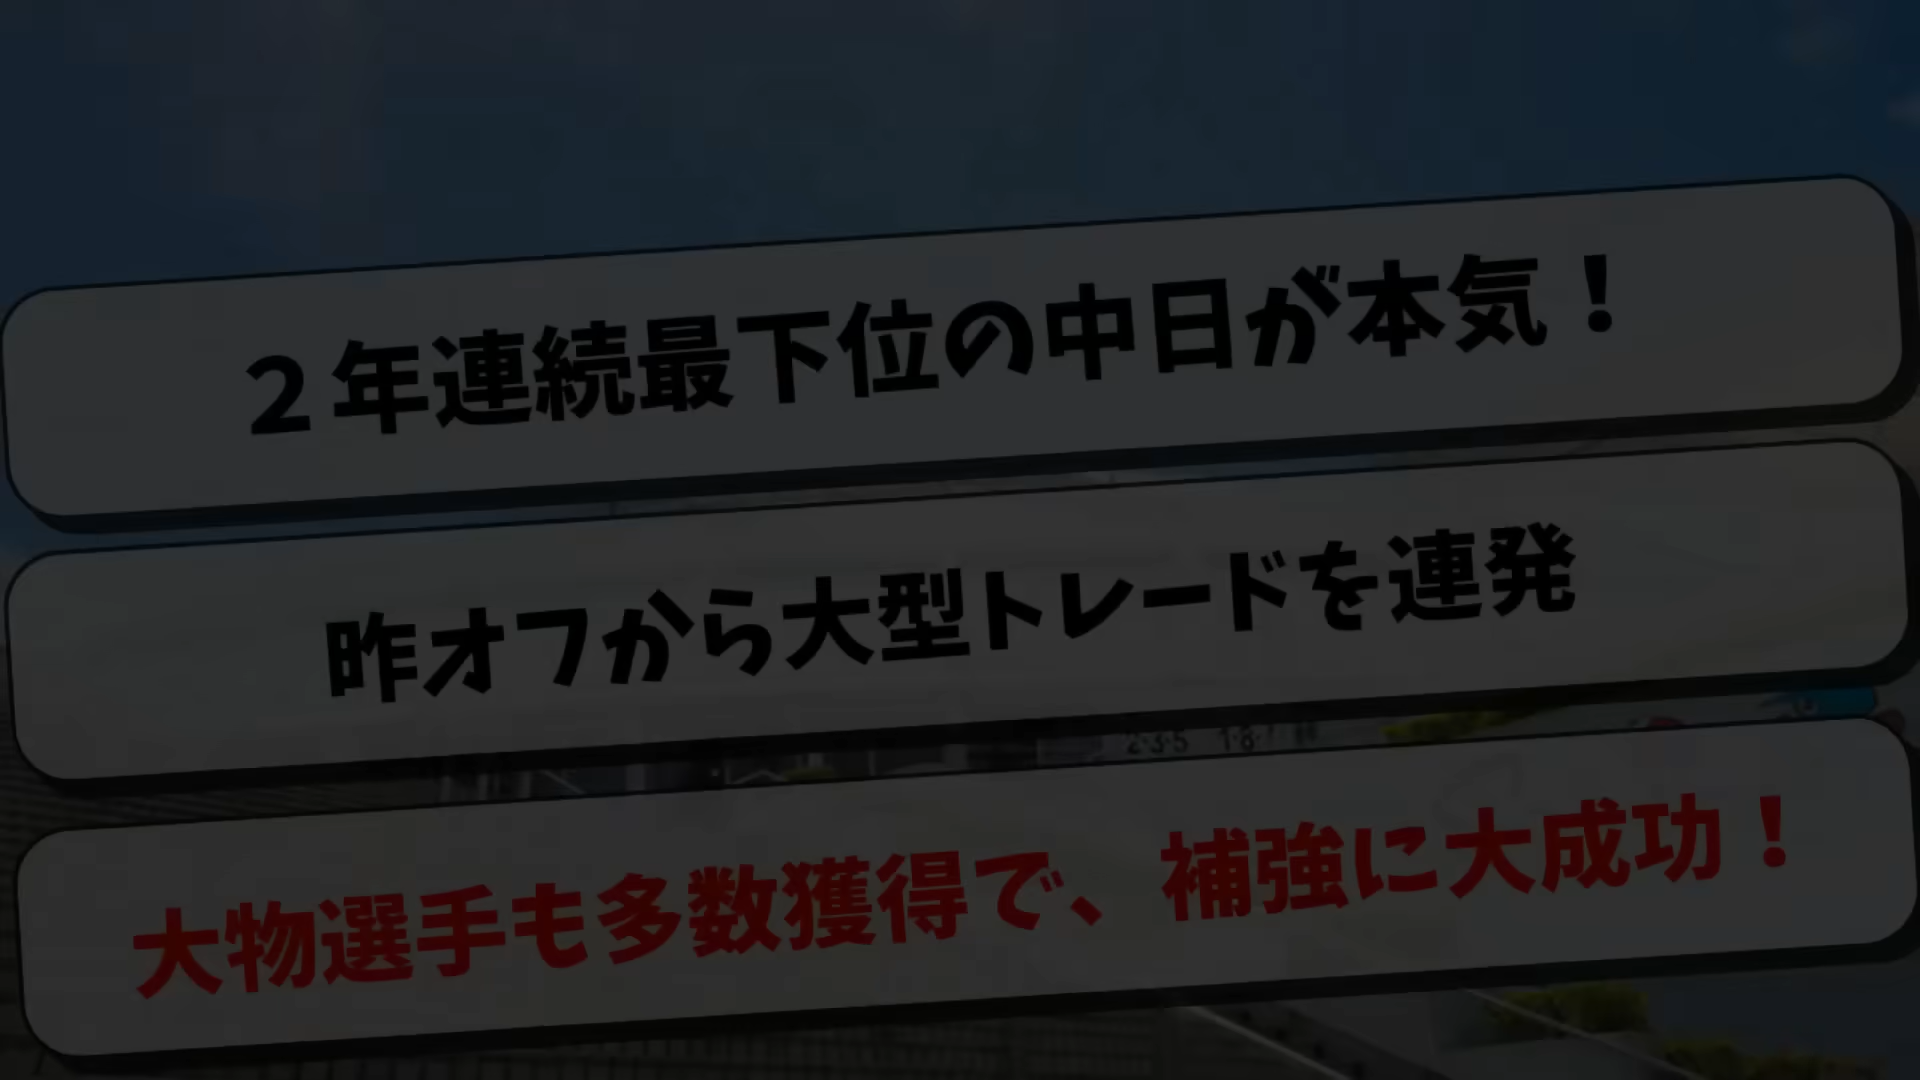 ２年連続最下位の中日が本気！
昨オフから大型トレードを連発
大物選手も多数獲得で、補強に大成功！